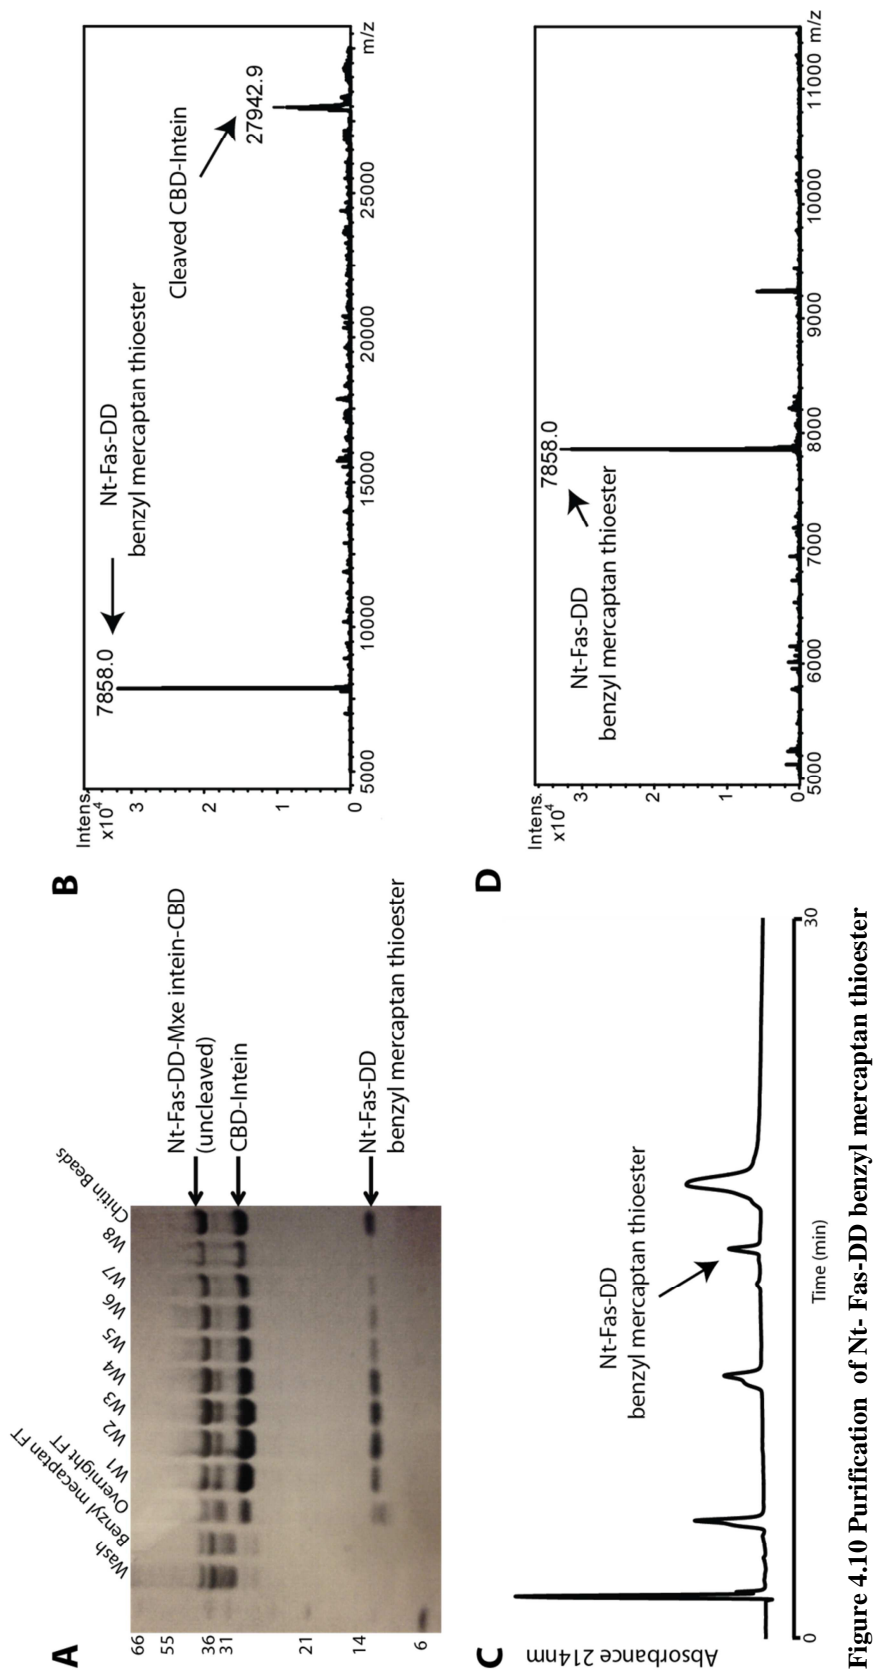 A
Wash
Benzyl mecaptan FT
Overnight FT
W1
W2
W3
W4
W5
W6
W7
W8
Chitin Beads
66
55
36
31
21
14
6
Nt-Fas-DD-Mxe intein-CBD
(uncleaved)
CBD-Intein
Nt-Fas-DD
benzyl mercaptan thioester
B
Intens.
x10⁴
3
2
1
0
7858.0
Nt-Fas-DD
benzyl mercaptan thioester
Cleaved CBD-Intein
27942.9
5000
10000
15000
20000
25000
m/z
C
Absorbance 214nm
Nt-Fas-DD
benzyl mercaptan thioester
0
Time (min)
30
D
Intens.
x10⁴
3
2
1
0
Nt-Fas-DD
benzyl mercaptan thioester
7858.0
5000
6000
7000
8000
9000
10000
11000
m/z
Figure 4.10 Purification of Nt- Fas-DD benzyl mercaptan thioester